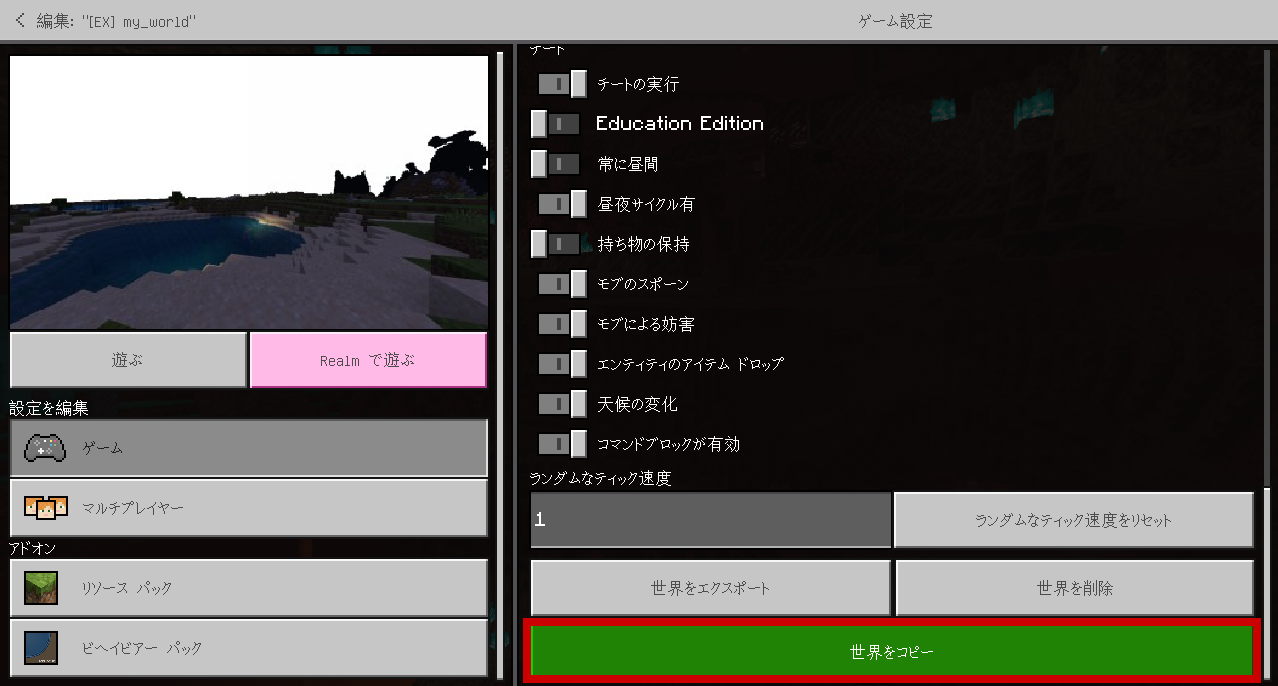 編集: "[EX] my_world"
ゲーム設定
遊ぶ
Realm で遊ぶ
設定を編集
ゲーム
マルチプレイヤー
アドオン
リソース パック
ビヘイビアー パック
チート
チートの実行
Education Edition
常に昼間
昼夜サイクル有
持ち物の保持
モブのスポーン
モブによる妨害
エンティティのアイテム ドロップ
天候の変化
コマンドブロックが有効
ランダムなティック速度
1
ランダムなティック速度をリセット
世界をエクスポート
世界を削除
世界をコピー